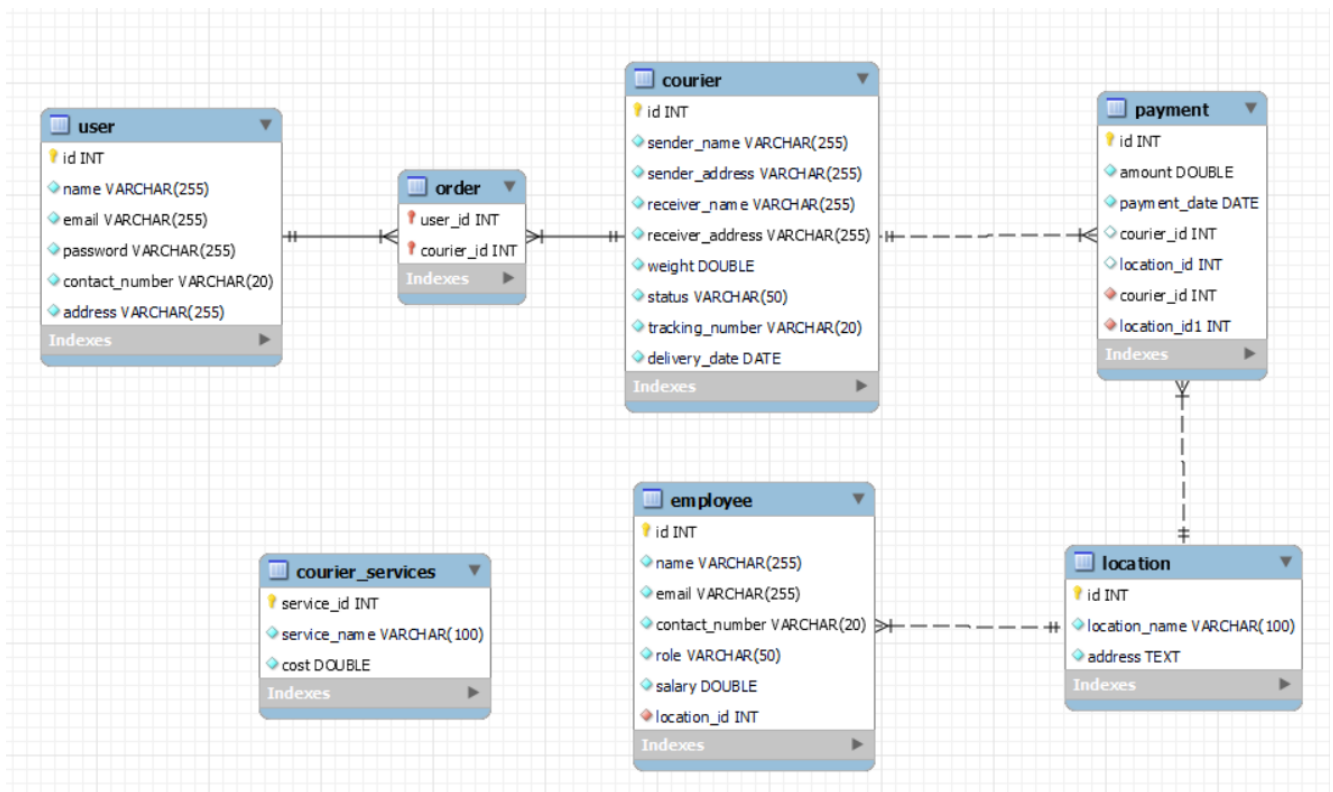 user
id INT
name VARCHAR(255)
email VARCHAR(255)
password VARCHAR(255)
contact_number VARCHAR(20)
address VARCHAR(255)
Indexes
order
user_id INT
courier_id INT
Indexes
courier
id INT
sender_name VARCHAR(255)
sender_address VARCHAR(255)
receiver_name VARCHAR(255)
receiver_address VARCHAR(255)
weight DOUBLE
status VARCHAR(50)
tracking_number VARCHAR(20)
delivery_date DATE
Indexes
payment
id INT
amount DOUBLE
payment_date DATE
courier_id INT
location_id INT
courier_id INT
location_id1 INT
Indexes
courier_services
service_id INT
service_name VARCHAR(100)
cost DOUBLE
Indexes
employee
id INT
name VARCHAR(255)
email VARCHAR(255)
contact_number VARCHAR(20)
role VARCHAR(50)
salary DOUBLE
location_id INT
Indexes
location
id INT
location_name VARCHAR(100)
address TEXT
Indexes